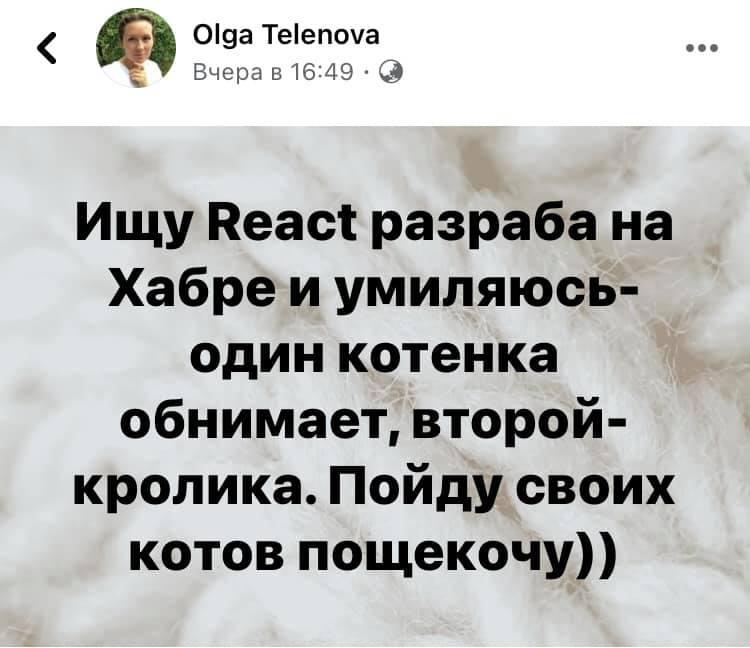 Olga Telenova
Вчера в 16:49 ·
Ищу React разраба на
Хабре и умиляюсь-
один котенка
обнимает, второй-
кролика. Пойду своих
котов пощекочу))